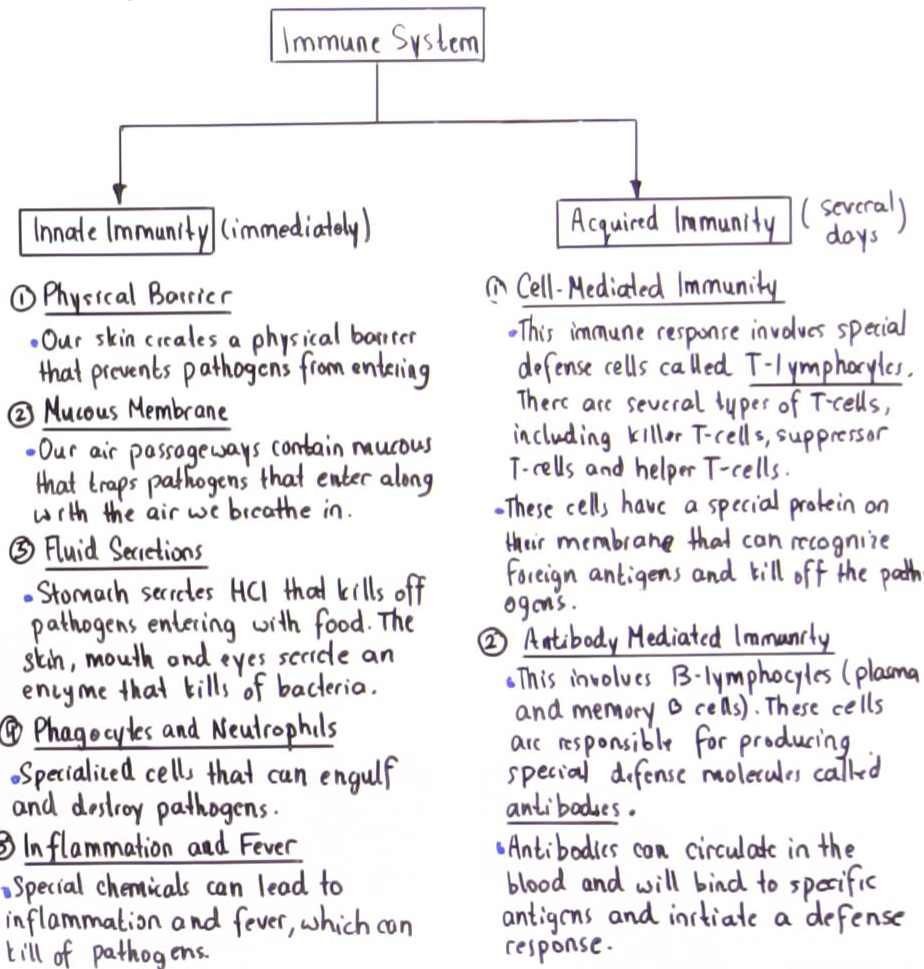 Immune System
Innate Immunity (immediately)
① Physical Barrier
• Our skin creates a physical barrier
that prevents pathogens from entering
② Mucous Membrane
• Our air passageways contain mucous
that traps pathogens that enter along
with the air we breathe in.
③ Fluid Secretions
• Stomach secretes HCl that kills off
pathogens entering with food. The
skin, mouth and eyes secrete an
enzyme that kills of bacteria.
④ Phagocytes and Neutrophils
• Specialized cells that can engulf
and destroy pathogens.
⑤ Inflammation and Fever
• Special chemicals can lead to
inflammation and fever, which can
kill of pathogens.
Acquired Immunity (several
days)
① Cell-Mediated Immunity
• This immune response involves special
defense cells called T-lymphocytes.
There are several types of T-cells,
including killer T-cells, suppressor
T-cells and helper T-cells.
• These cells have a special protein on
their membrane that can recognize
foreign antigens and kill off the path
ogens.
② Antibody Mediated Immunity
• This involves B-lymphocytes (plasma
and memory B cells). These cells
are responsible for producing
special defense molecules called
antibodies.
• Antibodies can circulate in the
blood and will bind to specific
antigens and initiate a defense
response.